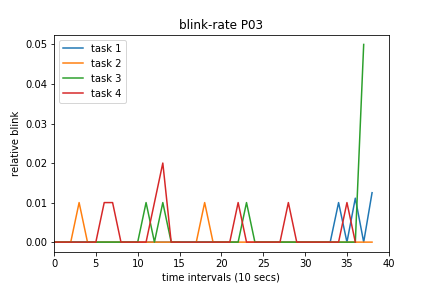 blink-rate P03
0.05
0.04
0.03
0.02
0.01
0.00
relative blink
task 1
task 2
task 3
task 4
0 5 10 15 20 25 30 35 40
time intervals (10 secs)